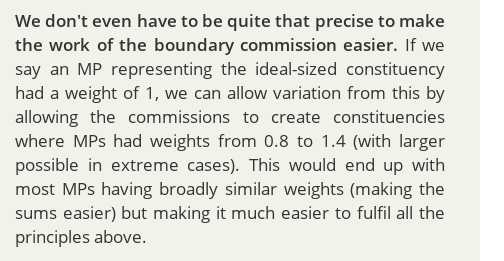 We don't even have to be quite that precise to make
the work of the boundary commission easier. If we
say an MP representing the ideal-sized constituency
had a weight of 1, we can allow variation from this by
allowing the commissions to create constituencies
where MPs had weights from 0.8 to 1.4 (with larger
possible in extreme cases). This would end up with
most MPs having broadly similar weights (making the
sums easier) but making it much easier to fulfil all the
principles above.